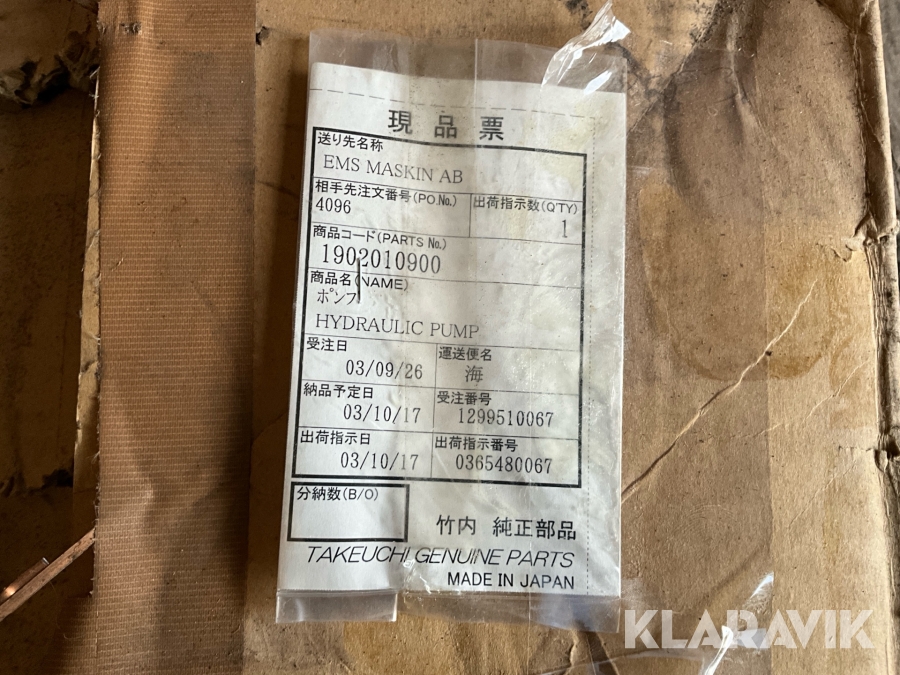 現品票
送り先名称
EMS MASKIN AB
相手先注文番号(PO.No.) 出荷指示数(Q'TY)
4096 1
商品コード(PARTS No.)
1902010900
商品名(NAME)
ポンプ
HYDRAULIC PUMP
受注日 運送便名
03/09/26 海
納品予定日 受注番号
03/10/17 1299510067
出荷指示日 出荷指示番号
03/10/17 0365480067
分納数(B/O)
竹内 純正部品
TAKEUCHI GENUINE PARTS
MADE IN JAPAN
KLARAVIK